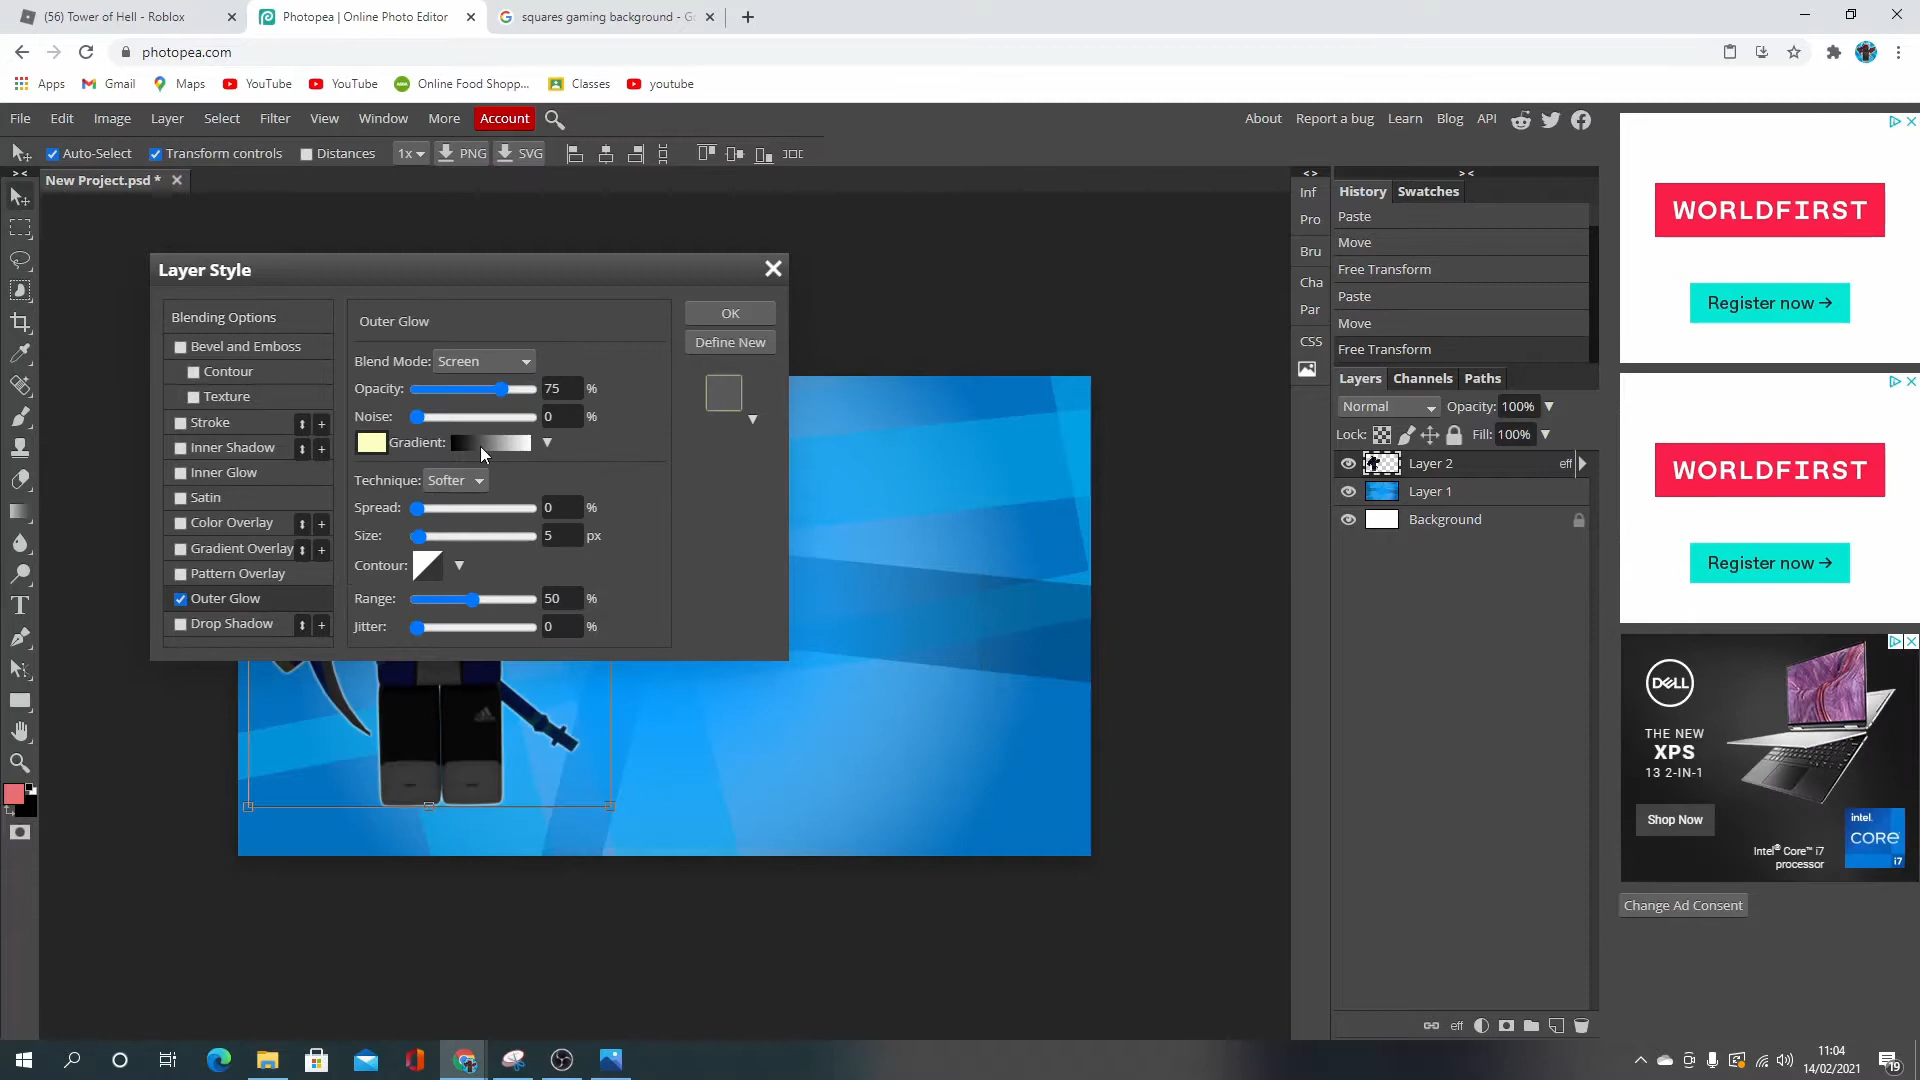 (56) Tower of Hell - Roblox
Photopea | Online Photo Editor
squares gaming background - G
photopea.com
Apps
Gmail
Maps
YouTube
YouTube
Online Food Shopp...
Classes
youtube
File Edit Image Layer Select Filter View Window More Account
About Report a bug Learn Blog API
Auto-Select Transform controls Distances 1x PNG SVG
New Project.psd *
Layer Style
Blending Options
Bevel and Emboss
Contour
Texture
Stroke
Inner Shadow
Inner Glow
Satin
Color Overlay
Gradient Overlay
Pattern Overlay
Outer Glow
Drop Shadow
Outer Glow
Blend Mode: Screen
Opacity: 75 %
Noise: 0 %
Gradient:
Technique: Softer
Spread: 0 %
Size: 5 px
Contour:
Range: 50 %
Jitter: 0 %
OK
Define New
Inf
Pro
Bru
Cha
Par
CSS
History Swatches
Paste
Move
Free Transform
Paste
Move
Free Transform
Layers Channels Paths
Normal Opacity: 100%
Lock: Fill: 100%
Layer 2 eff
Layer 1
Background
eff
WORLDFIRST
Register now →
WORLDFIRST
Register now →
DELL
THE NEW
XPS
13 2-IN-1
Shop Now
intel
CORE
i7
Intel® Core™ i7
processor
Change Ad Consent
11:04
14/02/2021
19